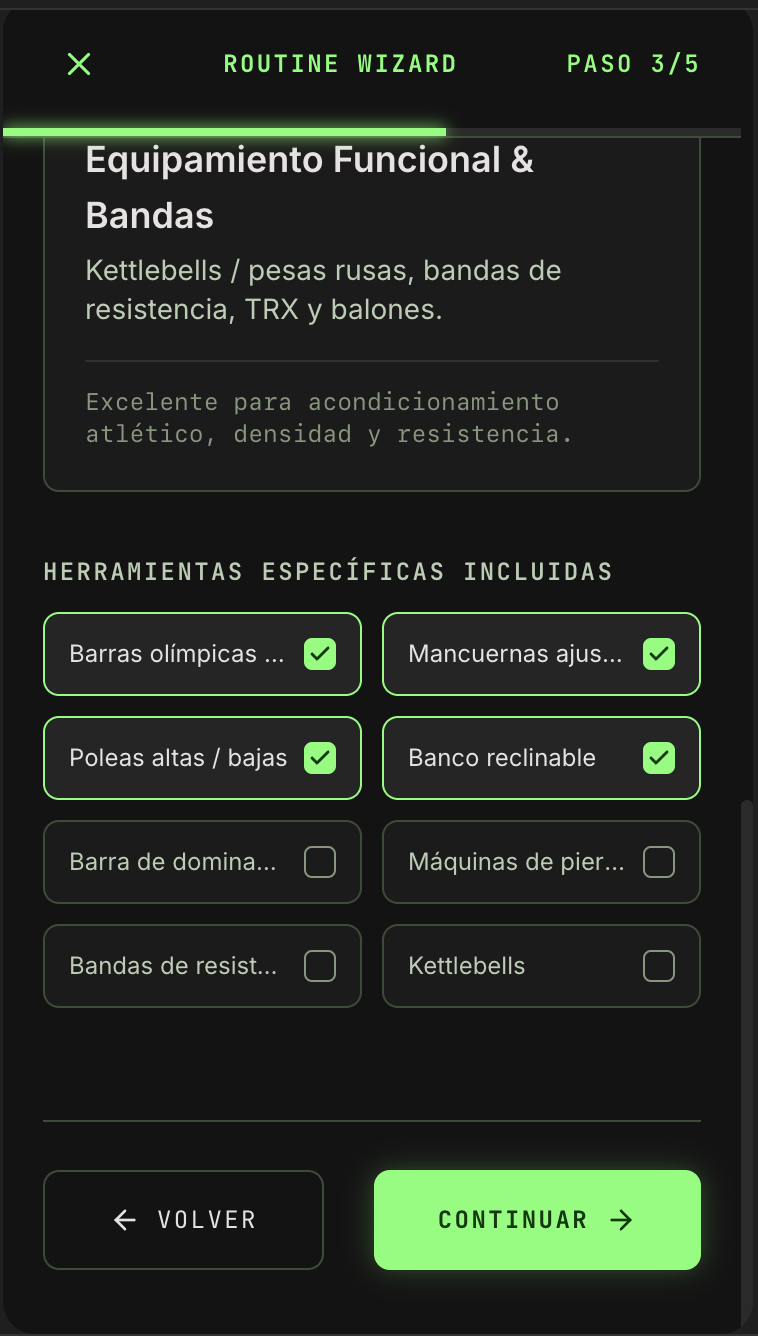 ROUTINE WIZARD
PASO 3/5
Equipamiento Funcional &
Bandas
Kettlebells / pesas rusas, bandas de
resistencia, TRX y balones.
Excelente para acondicionamiento
atlético, densidad y resistencia.
HERRAMIENTAS ESPECÍFICAS INCLUIDAS
Barras olímpicas ...
Mancuernas ajus...
Poleas altas / bajas
Banco reclinable
Barra de domina...
Máquinas de pier...
Bandas de resist...
Kettlebells
← VOLVER
CONTINUAR →